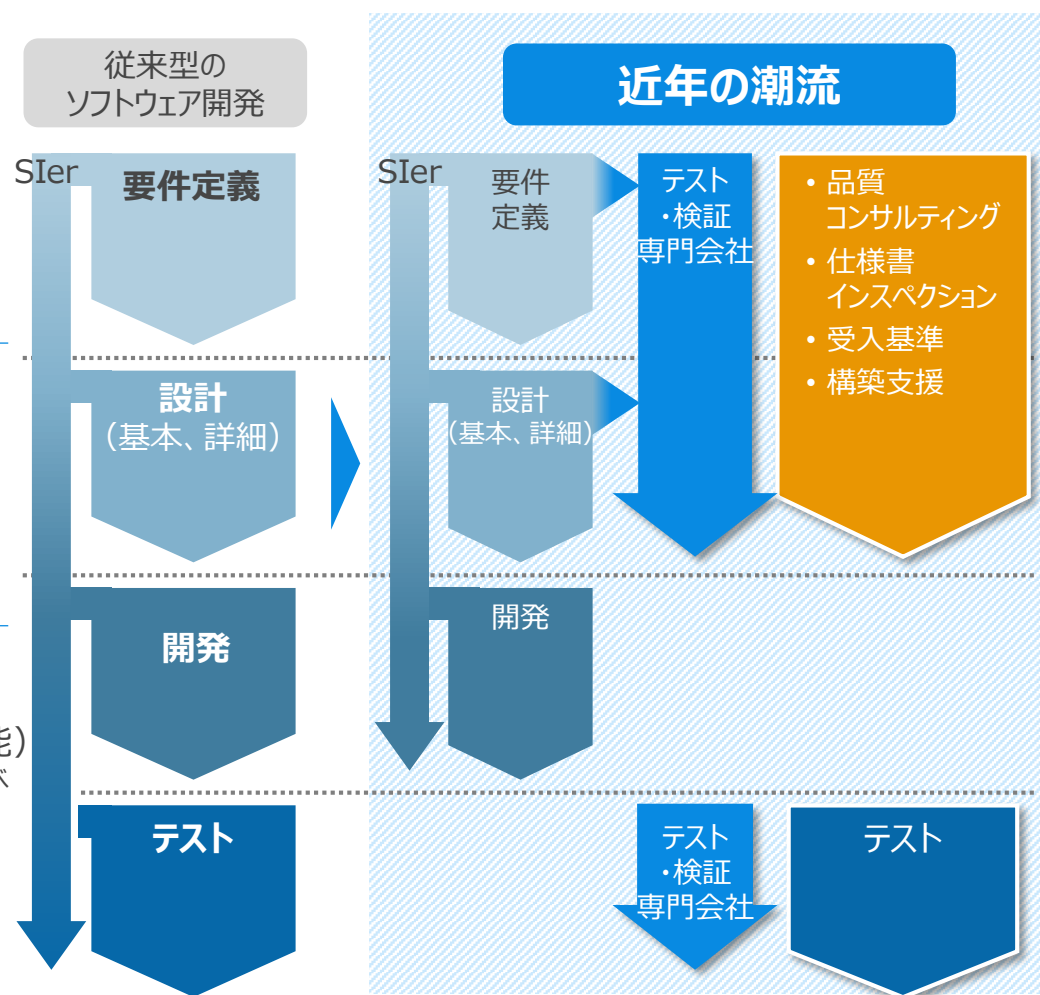 従来型の
ソフトウェア開発
SIer
要件定義
設計
（基本、詳細）
開発
能）
テスト
近年の潮流
SIer
要件
定義
設計
（基本、詳細）
開発
テスト
・検証
専門会社
• 品質
コンサルティング
• 仕様書
インスペクション
• 受入基準
• 構築支援
テスト
・検証
専門会社
テスト